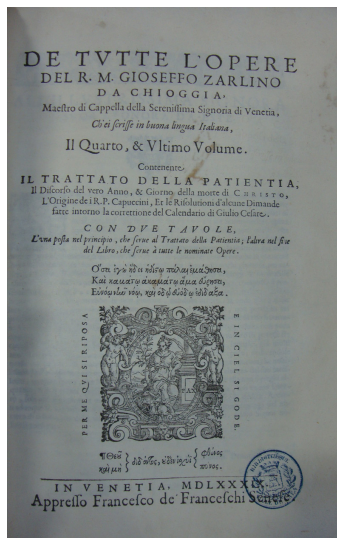 DE TVTTE L'OPERE
DEL R. M. GIOSEFFO ZARLINO
DA CHIOGGIA,
Maestro di Cappella della Serenissima Signoria di Venetia,
Ch'ei scrisse in buona lingua Italiana,
Il Quarto, & Vltimo Volume.
Contenente.
IL TRATTATO DELLA PATIENTIA,
Il Discorso del vero Anno, & Giorno della morte di CHRISTO,
L'Origine de i R.P. Capuccini, Et le Risolutioni d'alcune Dimande
fatte intorno la correttione del Calendario di Giulio Cesare.
CON DVE TAVOLE,
L'vna posta nel principio, che serue al Trattato della Patientia; l'altra nel fine
del Libro, che serue à tutte le nominate Opere.
PER ME QVI SI RIPOSA
E IN CIEL SI GODE.
PAX
IN VENETIA, MDLXXXIX.
Appresso Francesco de' Franceschi Senese.